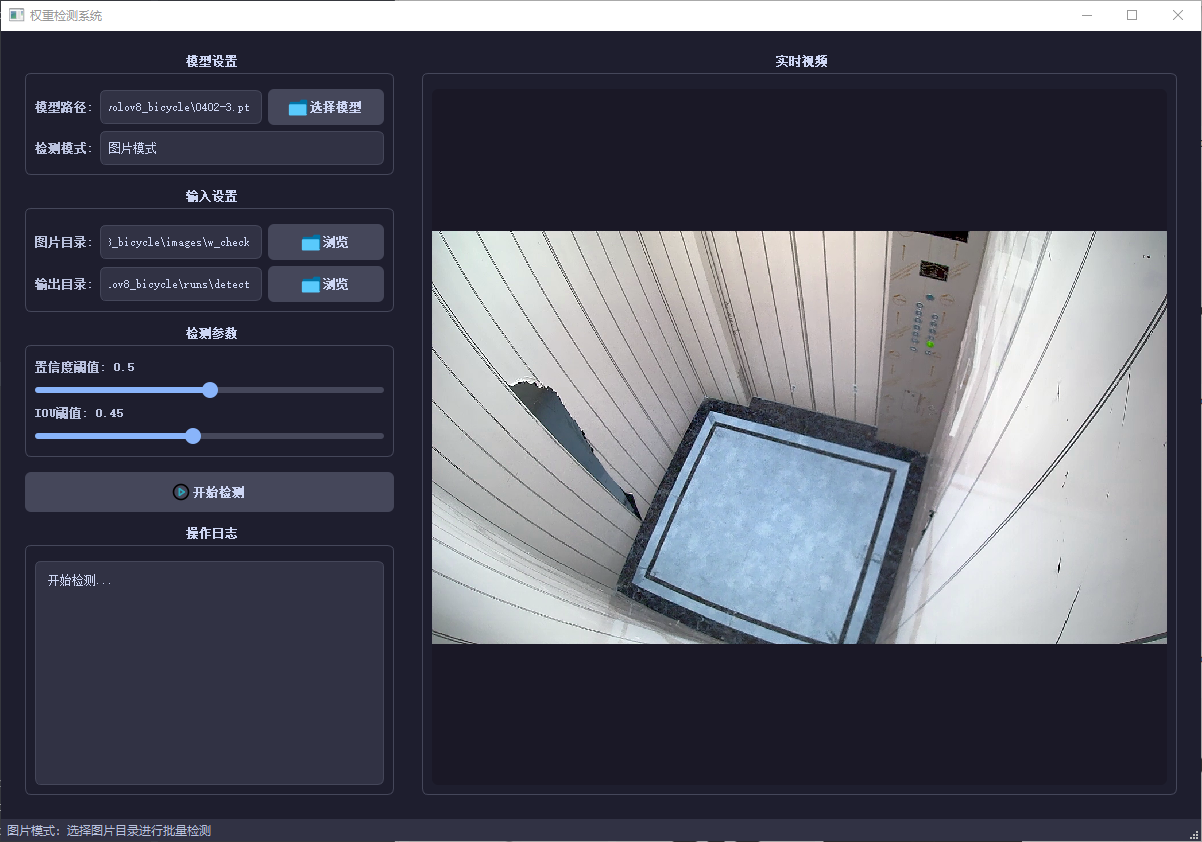 权重检测系统
模型设置
模型路径: yolov8_bicycle\0402-3.pt 选择模型
检测模式: 图片模式
输入设置
图片目录: 3_bicycle\images\w_check 浏览
输出目录: .ov8_bicycle\runs\detect 浏览
检测参数
置信度阈值: 0.5
IOU阈值: 0.45
开始检测
操作日志
开始检测...
实时视频
图片模式: 选择图片目录进行批量检测